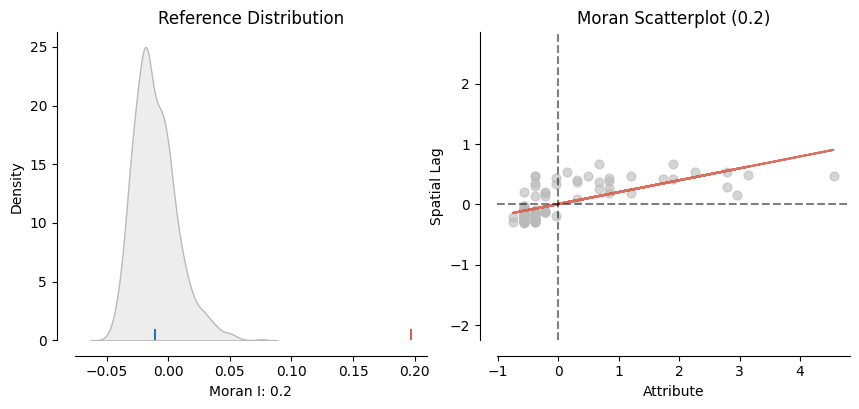 Reference Distribution
25
20
15
10
5
0
Density
−0.05 0.00 0.05 0.10 0.15 0.20
Moran I: 0.2
Moran Scatterplot (0.2)
2
1
0
−1
−2
Spatial Lag
−1 0 1 2 3 4
Attribute